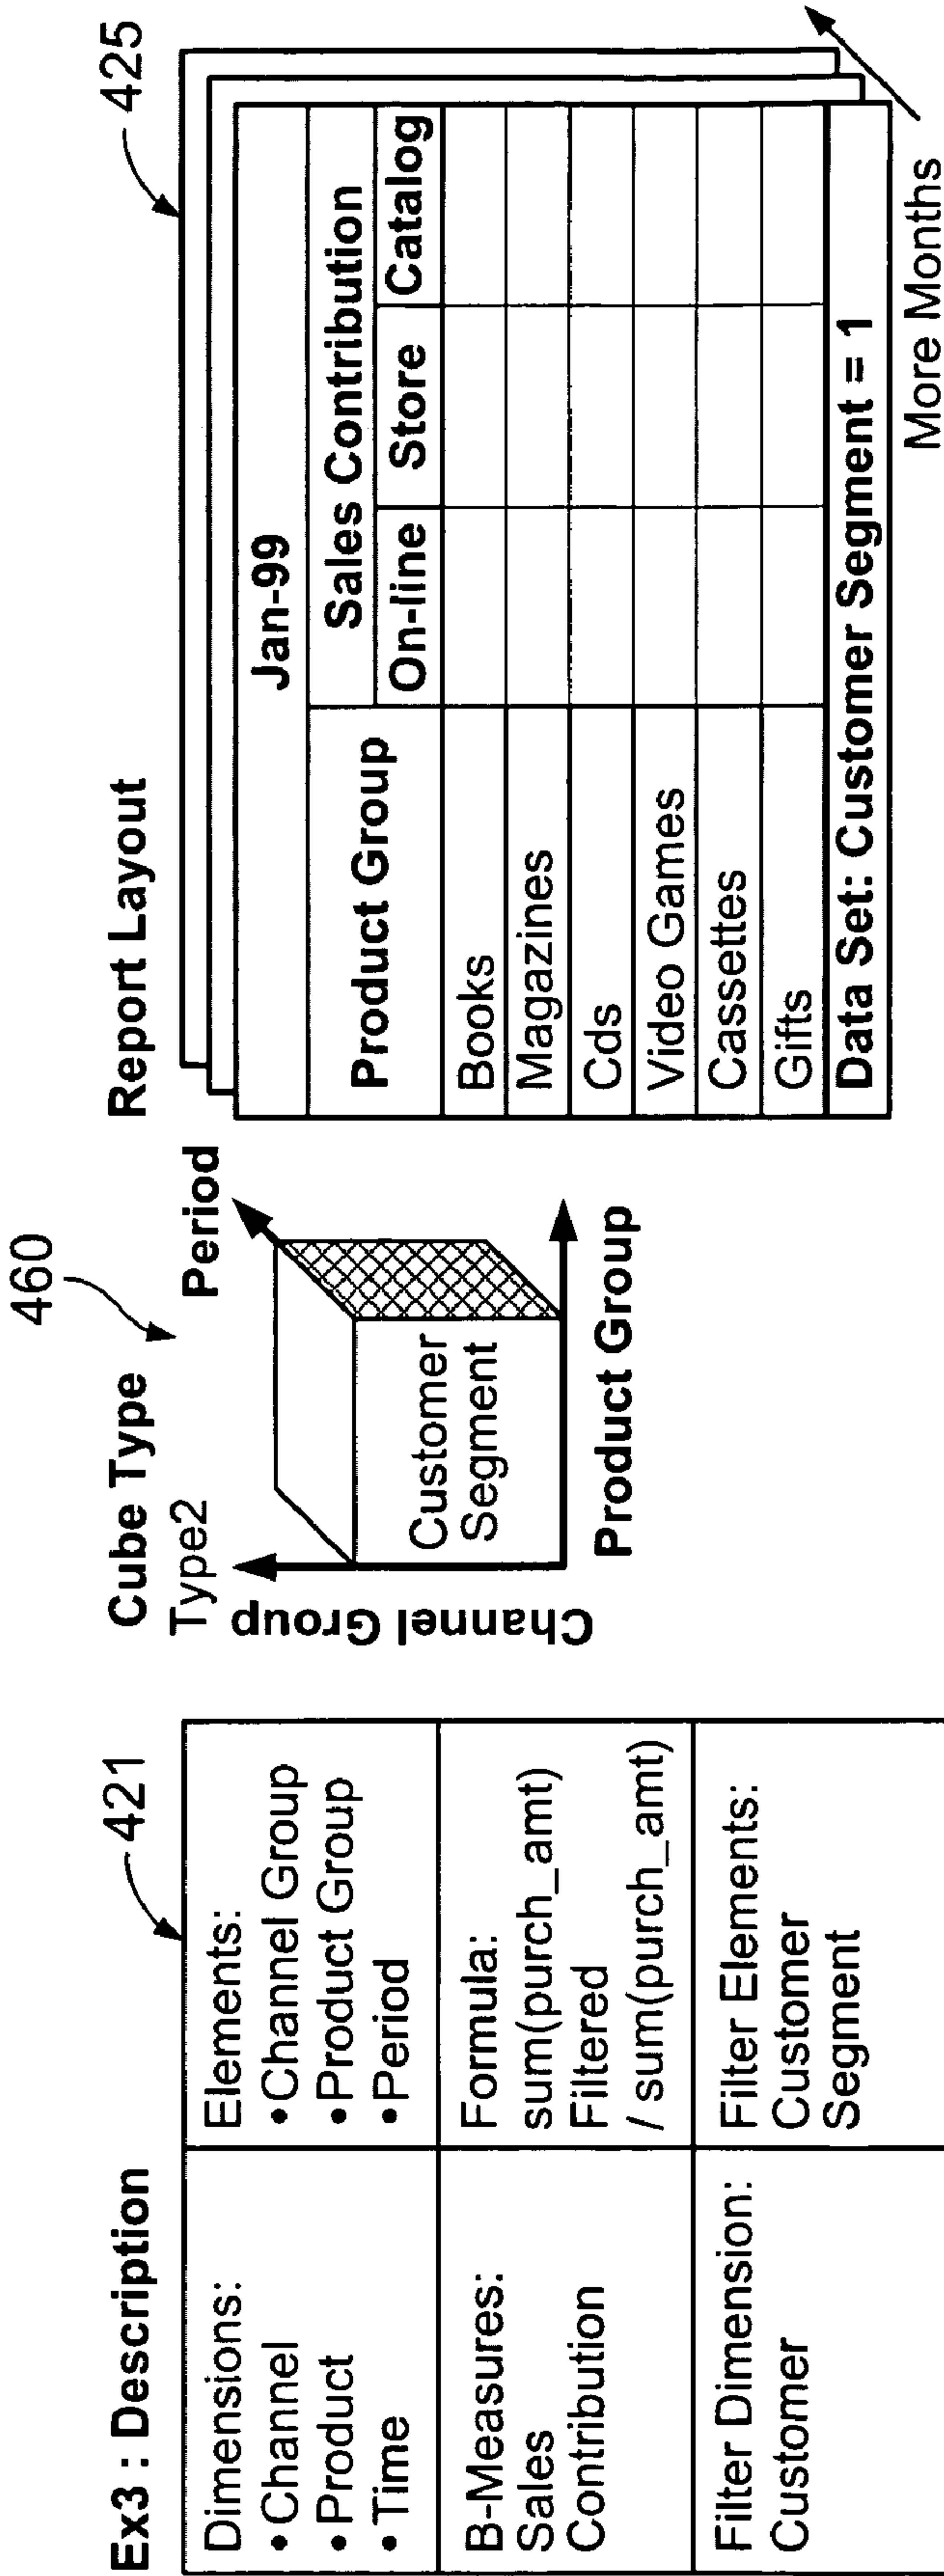 Ex3 : Description
421
Dimensions:
• Channel
• Product
• Time
Elements:
• Channel Group
• Product Group
• Period
B-Measures:
Sales
Contribution
Formula:
sum(purch_amt)
Filtered
/ sum(purch_amt)
Filter Dimension:
Customer
Filter Elements:
Customer
Segment
460
Cube Type
Type2
Period
Channel Group
Customer
Segment
Product Group
Report Layout
425
Jan-99
Product Group
Sales Contribution
On-line Store Catalog
Books
Magazines
Cds
Video Games
Cassettes
Gifts
Data Set: Customer Segment = 1
More Months